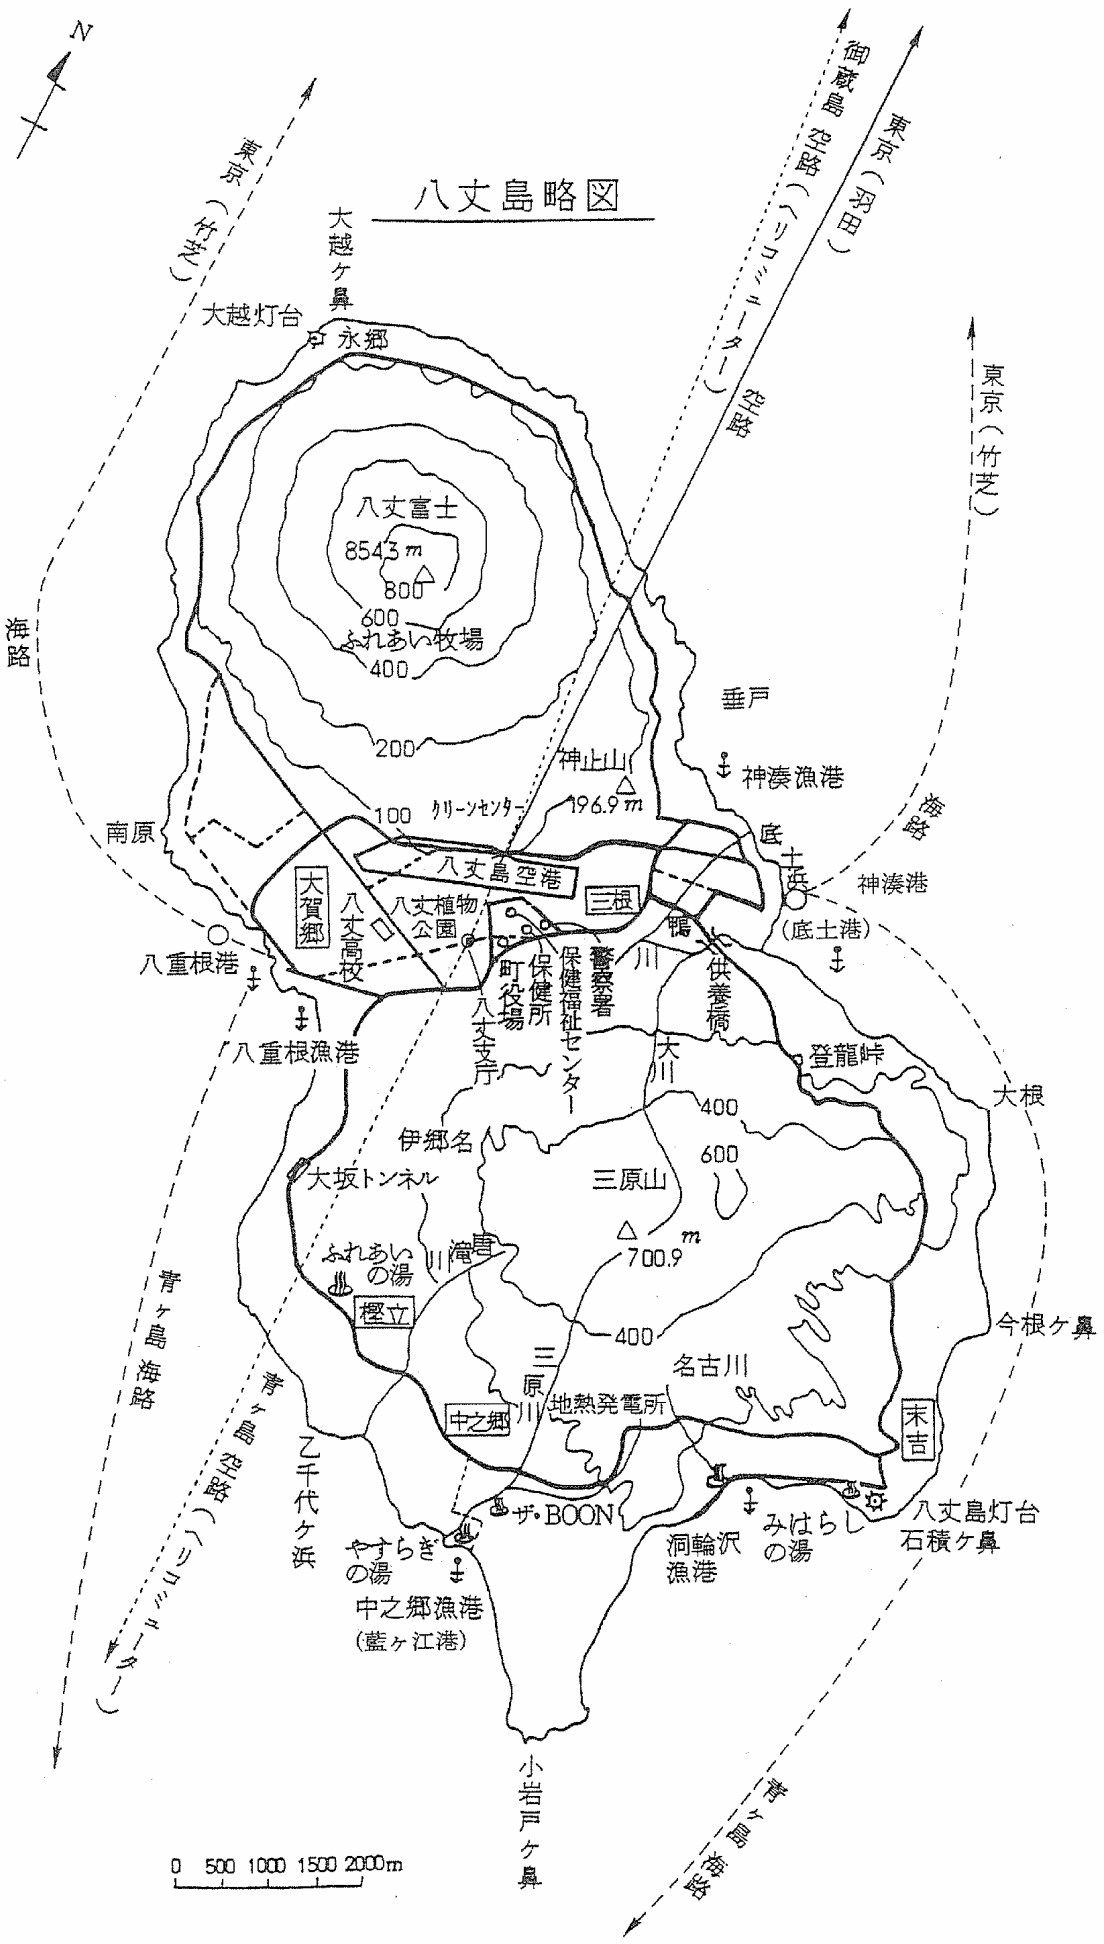 N
八丈島略図
東京(竹芝)
御蔵島 空路(ヘリコミューター)
東京(羽田)
空路
大越ヶ鼻
大越灯台
永郷
東京(竹芝)
八丈富士
854.3m
800
600
ふれあい牧場
400
200
100
海路
垂戸
神止山
196.9m
神湊漁港
海路
クリーンセンター
南原
底土浜
神湊港
(底土港)
八丈島空港
三根
大賀郷
八丈高校
八丈植物
公園
八重根港
鴨川
供養橋
警察署
保健福祉センター
保健所
町役場
八丈支庁
八重根漁港
大川
登龍峠
大根
400
600
伊郷名
三原山
700.9m
大坂トンネル
唐滝川
ふれあい
の湯
樫立
400
今根ヶ鼻
三原川
名古川
中之郷
地熱発電所
末吉
青ヶ島 海路
青ヶ島 空路(ヘリコミューター)
乙千代ヶ浜
やすらぎ
の湯
ザ・BOON
中之郷漁港
(藍ヶ江港)
洞輪沢
漁港
みはらし
の湯
八丈島灯台
石積ヶ鼻
小岩戸ヶ鼻
青ヶ島 海路
0 500 1000 1500 2000m